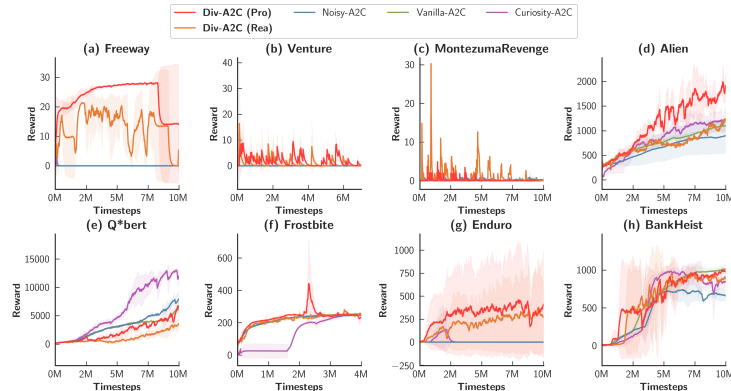 Div-A2C (Pro) Noisy-A2C Vanilla-A2C Curiosity-A2C
Div-A2C (Rea)
(a) Freeway
Reward
30
20
10
0
0M 2M 5M 7M 10M
Timesteps
(b) Venture
Reward
40
30
20
10
0
0M 2M 4M 6M
Timesteps
(c) MontezumaRevenge
Reward
30
20
10
0
0M 2M 5M 7M 10M
Timesteps
(d) Alien
Reward
2000
1500
1000
500
0
0M 2M 5M 7M 10M
Timesteps
(e) Q*bert
Reward
15000
10000
5000
0
0M 2M 5M 7M 10M
Timesteps
(f) Frostbite
Reward
600
400
200
0
0M 1M 2M 3M 4M
Timesteps
(g) Enduro
Reward
1000
750
500
250
0
−250
0M 2M 5M 7M 10M
Timesteps
(h) BankHeist
Reward
1000
500
0
0M 2M 5M 7M 10M
Timesteps